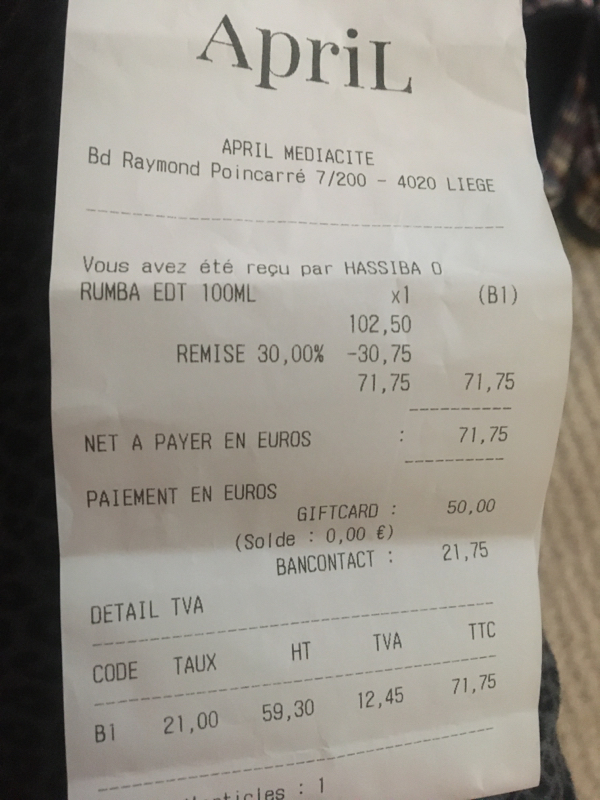 ApriL
APRIL MEDIACITE
Bd Raymond Poincarré 7/200 - 4020 LIEGE
Vous avez été reçu par HASSIBA O
RUMBA EDT 100ML x1 (B1)
102,50
REMISE 30,00% -30,75
71,75 71,75
NET A PAYER EN EUROS : 71,75
PAIEMENT EN EUROS
GIFTCARD : 50,00
(Solde : 0,00 €)
BANCONTACT : 21,75
DETAIL TVA
CODE TAUX HT TVA TTC
B1 21,00 59,30 12,45 71,75
: 1